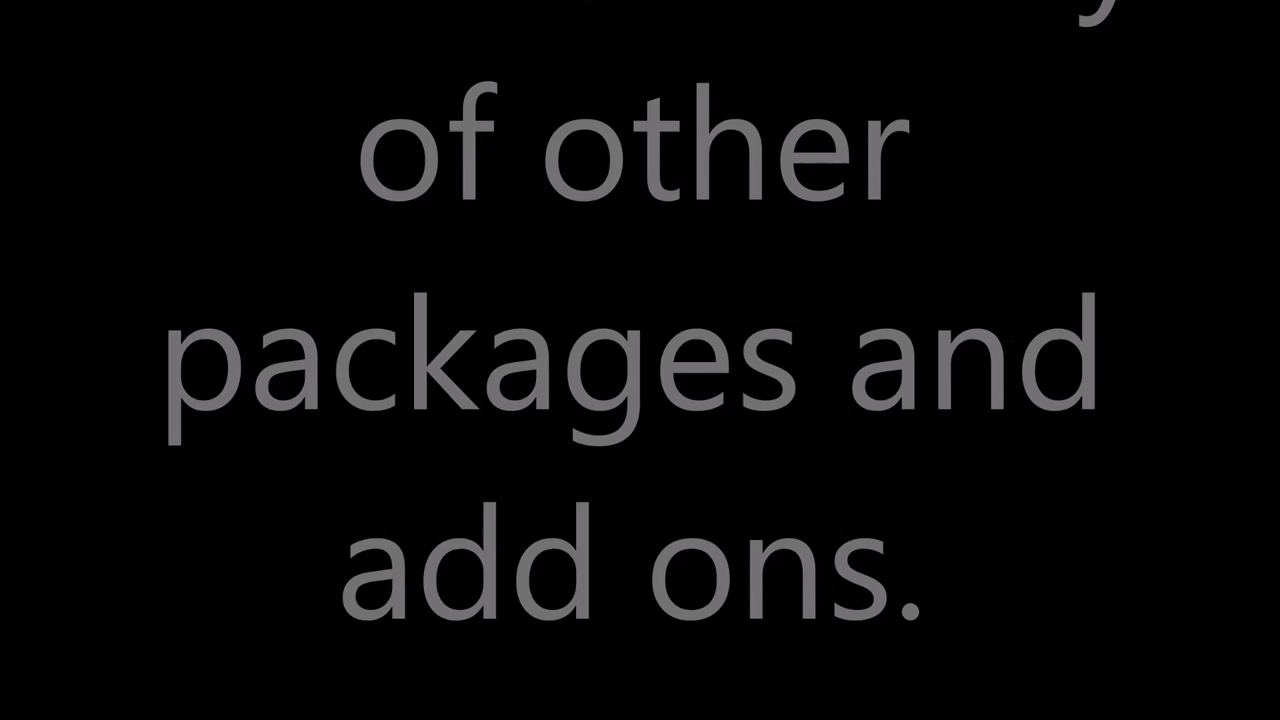 of other
packages and
add ons.